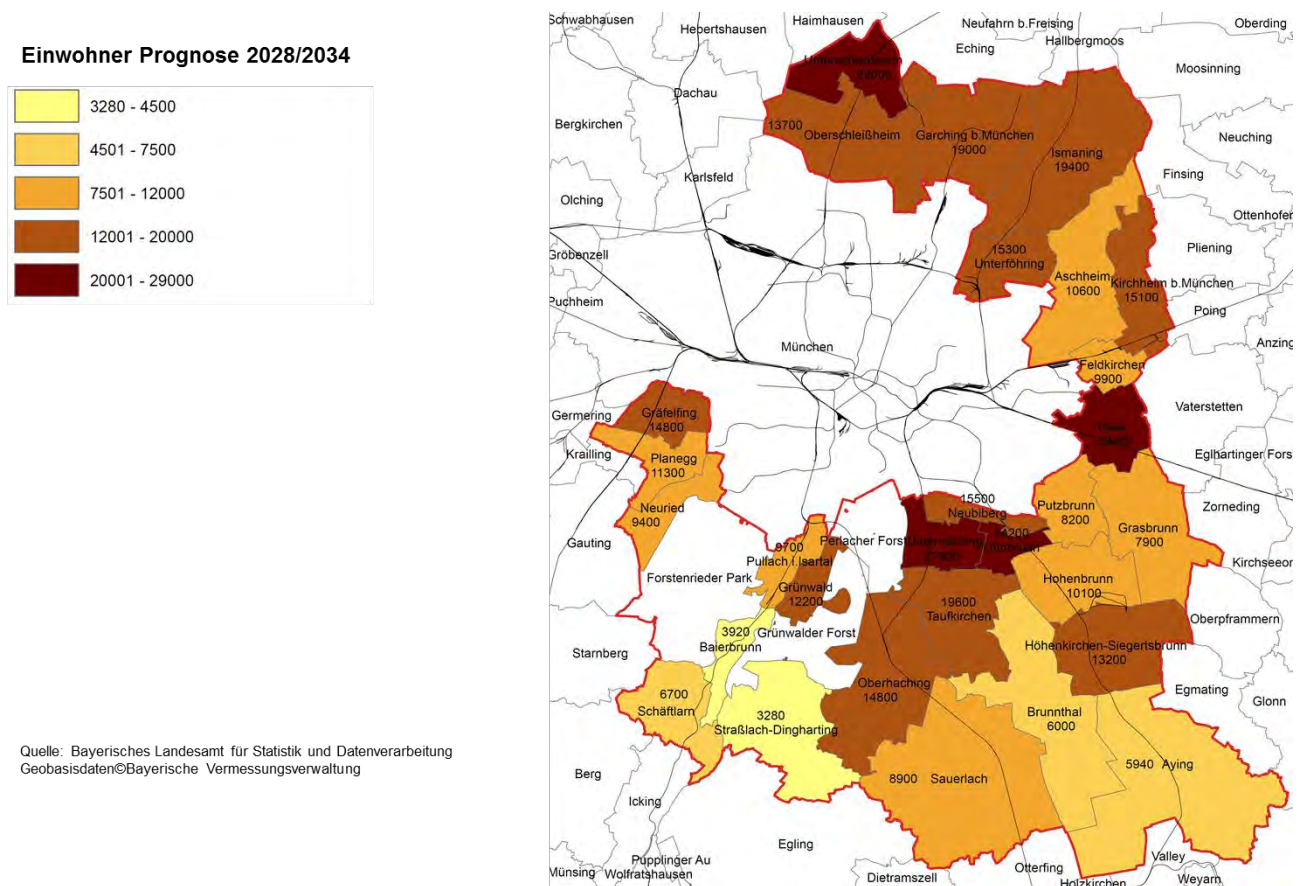 Einwohner Prognose 2028/2034
3280 - 4500
4501 - 7500
7501 - 12000
12001 - 20000
20001 - 29000
Quelle: Bayerisches Landesamt für Statistik und Datenverarbeitung
Geobasisdaten©Bayerische Vermessungsverwaltung
Schwabhausen
Haimhausen
Neufahrn b.Freising
Oberding
Hebertshausen
Eching
Hallbergmoos
Moosinning
Dachau
Bergkirchen
13700
Oberschleißheim
Garching b.München
19000
Neuching
Ismaning
19400
Karlsfeld
Finsing
Olching
Ottenhofen
Gröbenzell
15300
Unterföhring
Pliening
Aschheim
10600
Kirchheim b.München
15100
Puchheim
Poing
München
Anzing
Feldkirchen
9900
Germering
Gräfelfing
14800
Vaterstetten
Krailling
Planegg
11300
Eglhartinger Fors
Neuried
9400
15500
Neubiberg
Putzbrunn
8200
Zorneding
Grasbrunn
7900
Gauting
9700
Pullach i.Isartal
Perlacher Forst
Kirchseeon
Forstenrieder Park
Grünwald
12200
Hohenbrunn
10100
19600
Taufkirchen
Oberpframmern
3920
Baierbrunn
Grünwalder Forst
Höhenkirchen-Siegertsbrunn
13200
Starnberg
6700
Schäftlarn
Oberhaching
14800
Egmating
Glonn
3280
Straßlach-Dingharting
Brunnthal
6000
Berg
8900
Sauerlach
5940
Aying
Icking
Egling
Pupplinger Au
Wolfratshausen
Münsing
Dietramszell
Otterfing
Holzkirchen
Valley
Weyarn